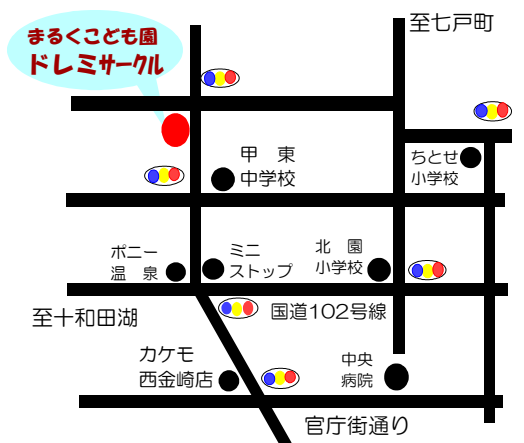 至七戸町
まるくこども園
ドレミサークル
甲　東
中学校
ちとせ
小学校
ポニー
温　泉
ミニ
ストップ
北　園
小学校
至十和田湖
国道102号線
カケモ
西金崎店
中央
病院
官庁街通り